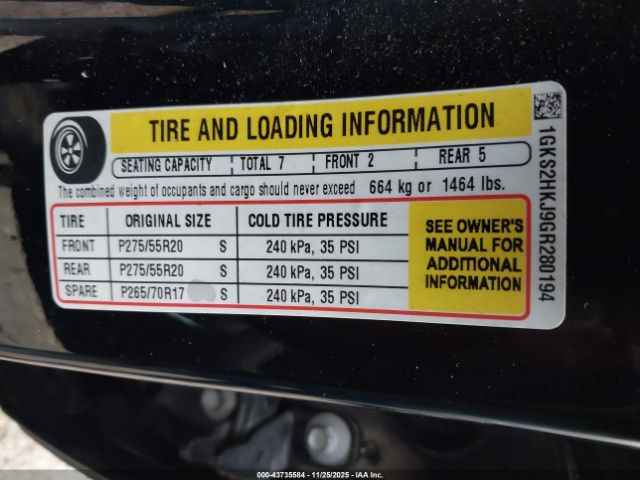 TIRE AND LOADING INFORMATION
SEATING CAPACITY TOTAL 7 FRONT 2 REAR 5
The combined weight of occupants and cargo should never exceed 664 kg or 1464 lbs.
TIRE ORIGINAL SIZE COLD TIRE PRESSURE
FRONT P275/55R20 S 240 kPa, 35 PSI
REAR P275/55R20 S 240 kPa, 35 PSI
SPARE P265/70R17 S 240 kPa, 35 PSI
SEE OWNER'S
MANUAL FOR
ADDITIONAL
INFORMATION
1GKS2HKJ9GR280194
000-43735584 - 11/25/2025 - IAA Inc.